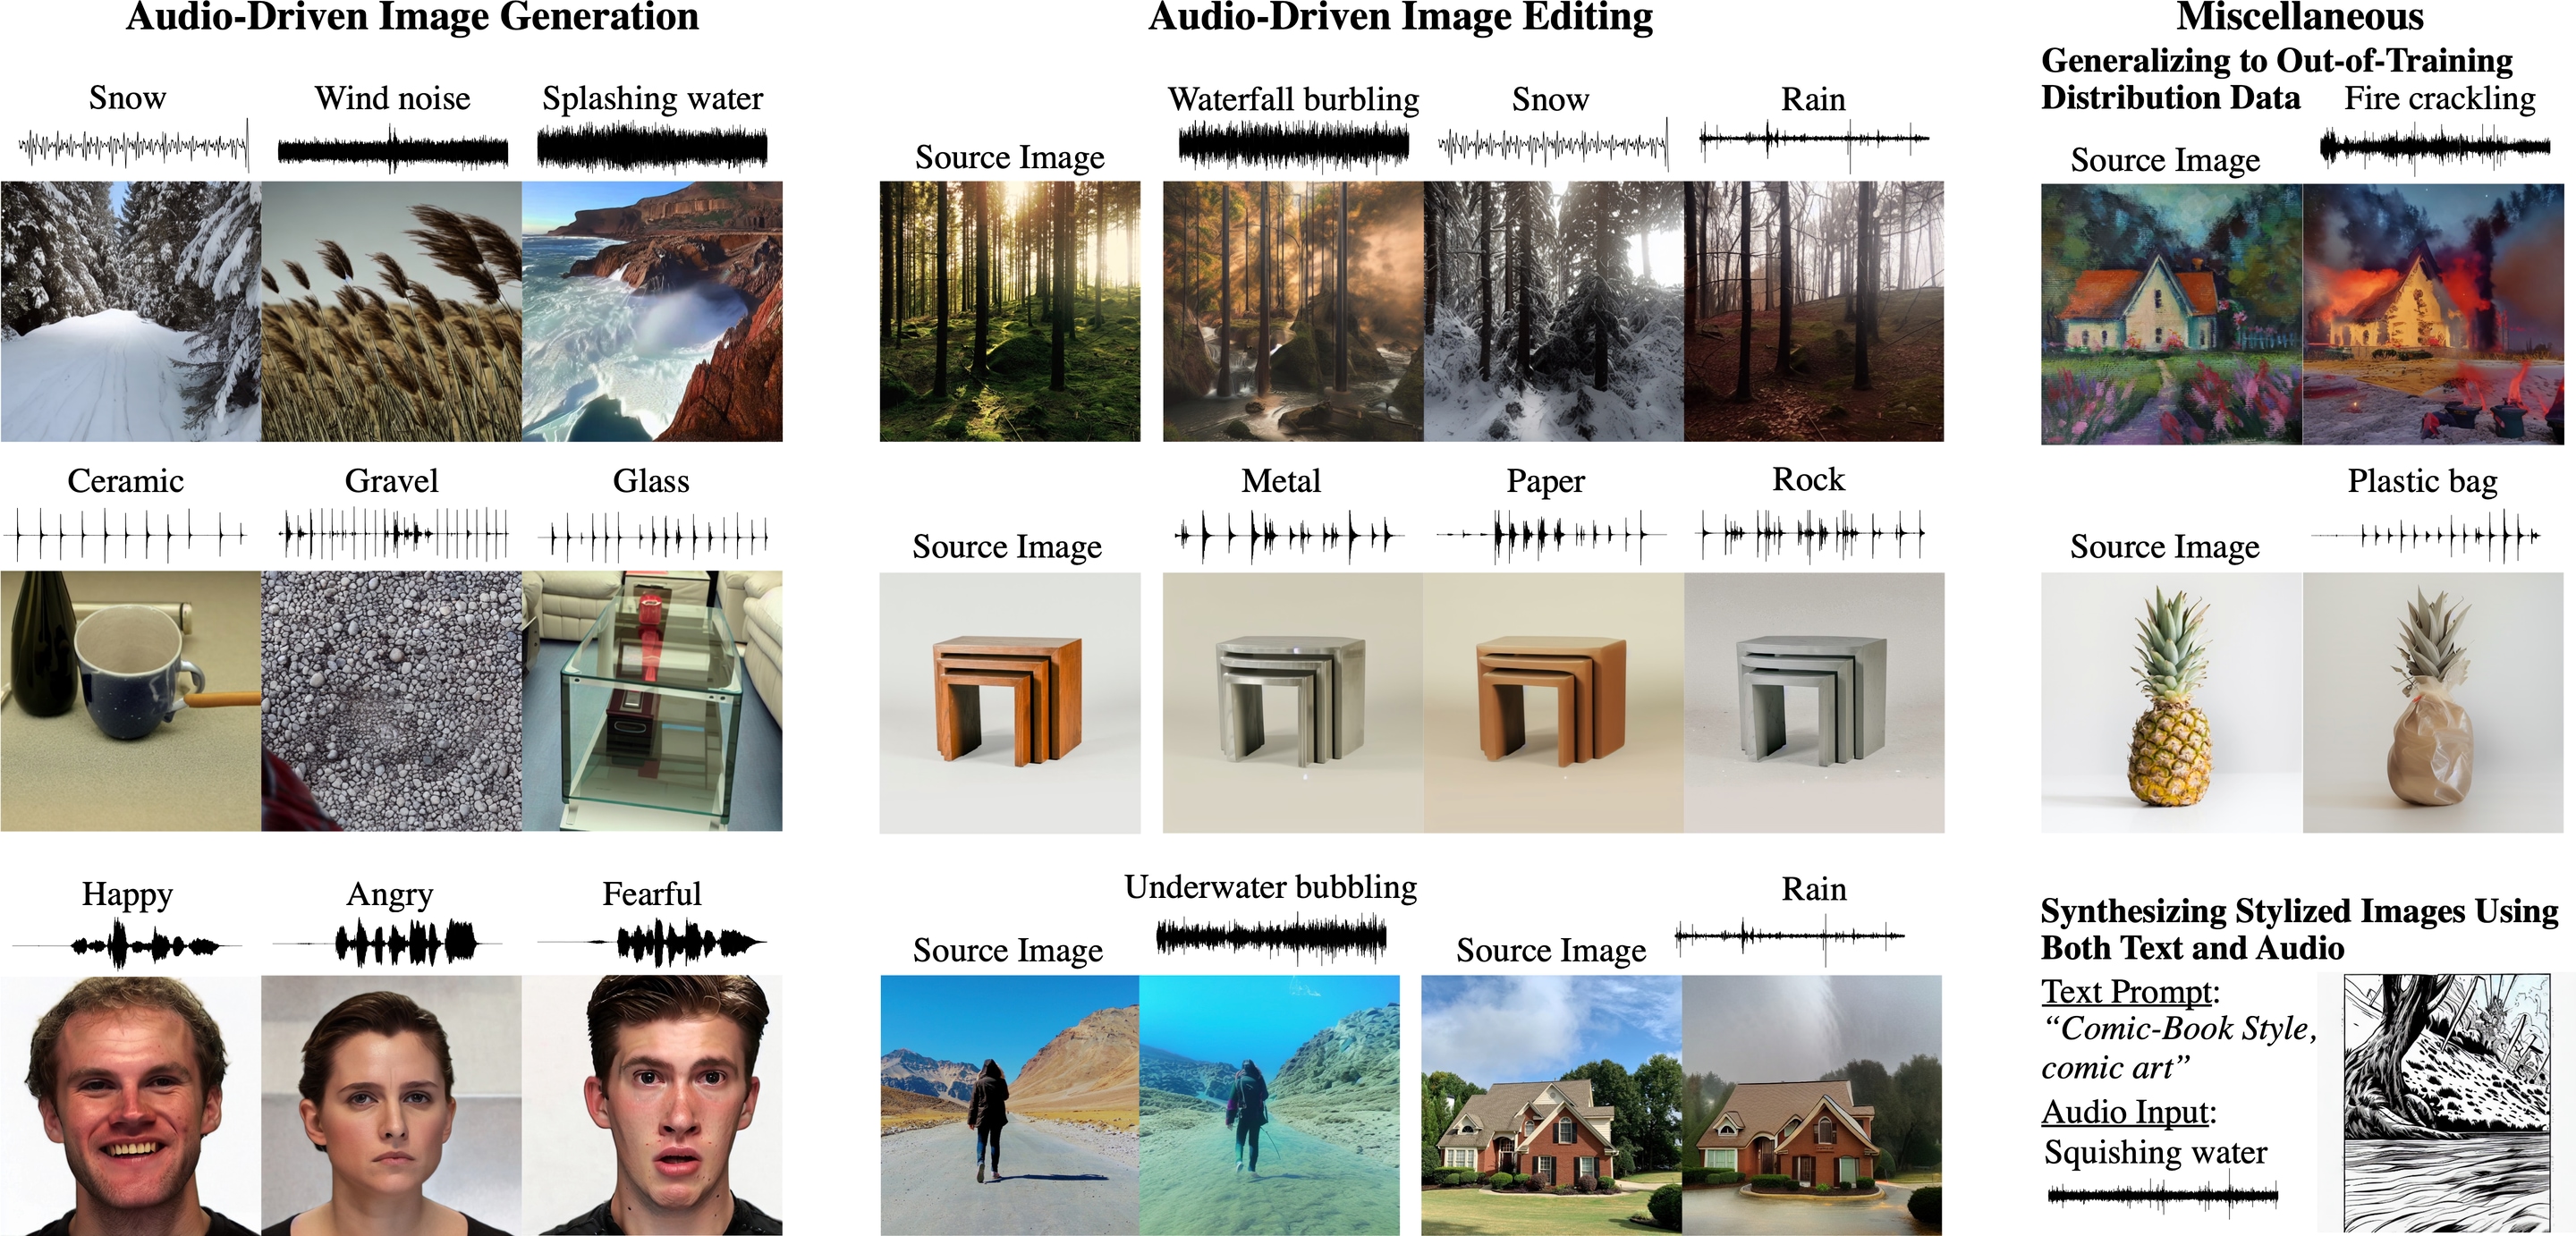 Audio-Driven Image Generation
Snow
Wind noise
Splashing water
Ceramic
Gravel
Glass
Happy
Angry
Fearful
Audio-Driven Image Editing
Source Image
Waterfall burbling
Snow
Rain
Source Image
Metal
Paper
Rock
Source Image
Underwater bubbling
Source Image
Rain
Miscellaneous
Generalizing to Out-of-Training
Distribution Data
Source Image
Fire crackling
Source Image
Plastic bag
Synthesizing Stylized Images Using
Both Text and Audio
Text Prompt:
“Comic-Book Style,
comic art”
Audio Input:
Squishing water